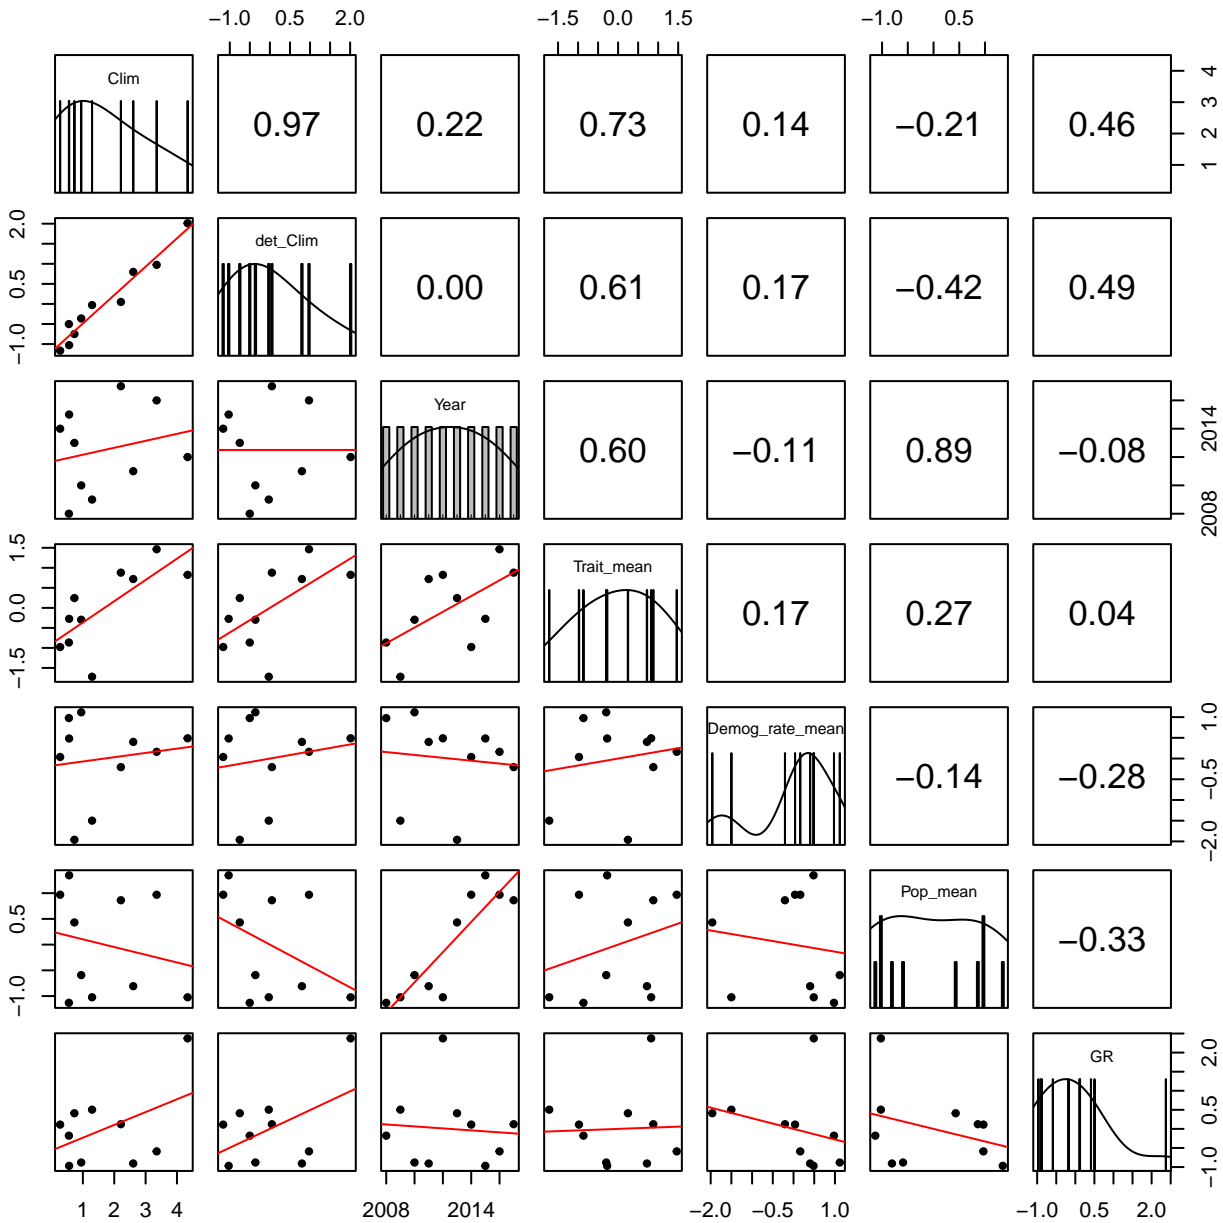 −1.0 0.5 2.0 −1.5 0.0 1.5 −1.0 0.5
Clim 0.97 0.22 0.73 0.14 −0.21 0.46 1 2 3 4
−1.0 0.5 2.0 det_Clim 0.00 0.61 0.17 −0.42 0.49
Year 0.60 −0.11 0.89 −0.08 2008 2014
−1.5 0.0 1.5 Trait_mean 0.17 0.27 0.04
Demog_rate_mean −0.14 −0.28 −2.0 −0.5 1.0
−1.0 0.5 Pop_mean −0.33
GR −1.0 0.5 2.0
1 2 3 4 2008 2014 −2.0 −0.5 1.0 −1.0 0.5 2.0